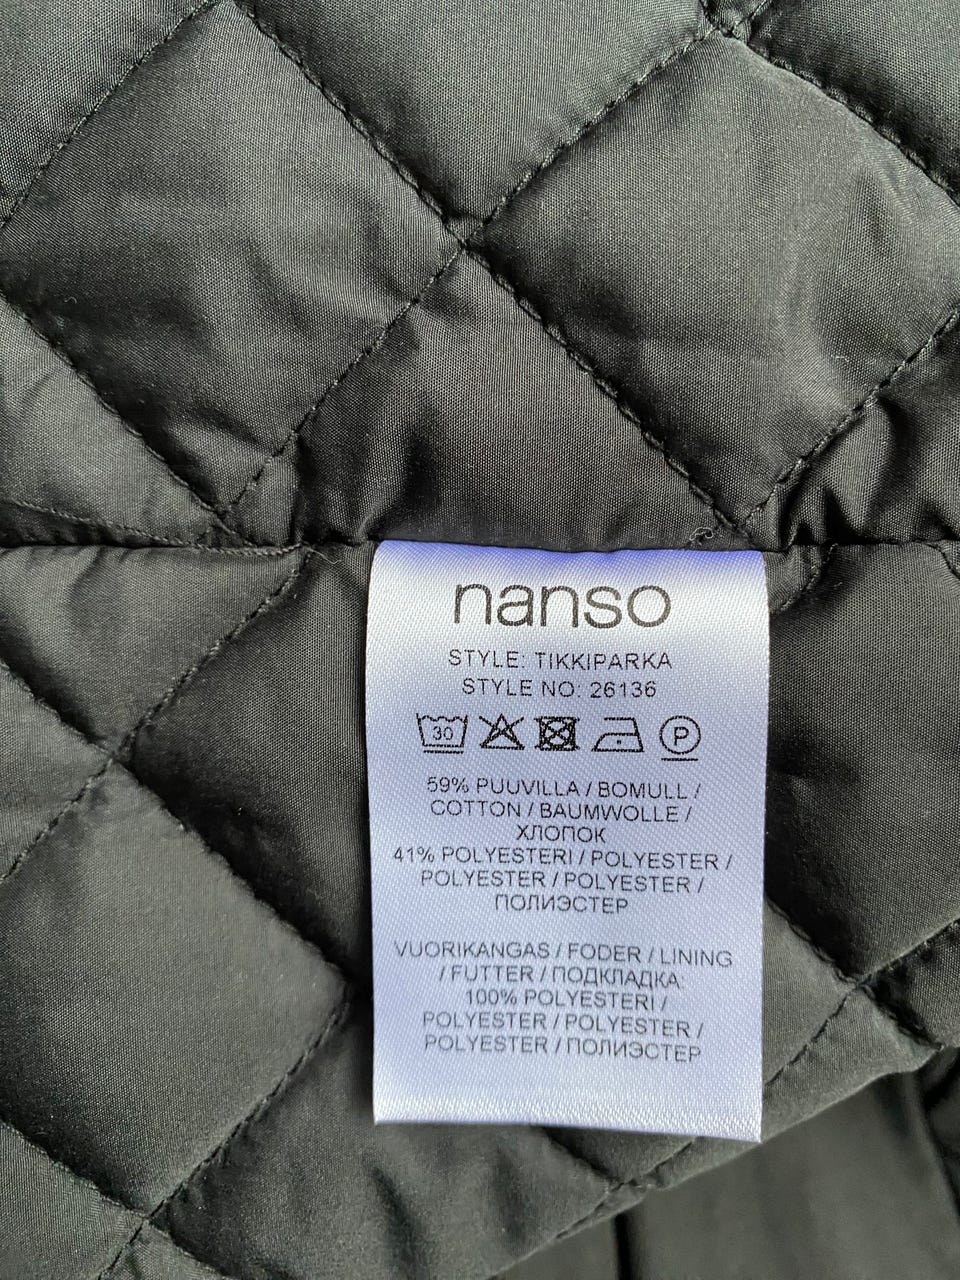 nanso
STYLE: TIKKIPARKA
STYLE NO: 26136
30 P
59% PUUVILLA / BOMULL /
COTTON / BAUMWOLLE /
ХЛОПОК
41% POLYESTERI / POLYESTER /
POLYESTER / POLYESTER /
ПОЛИЭСТЕР
VUORIKANGAS / FODER / LINING
/ FUTTER / ПОДКЛАДКА:
100% POLYESTERI /
POLYESTER / POLYESTER /
POLYESTER / ПОЛИЭСТЕР